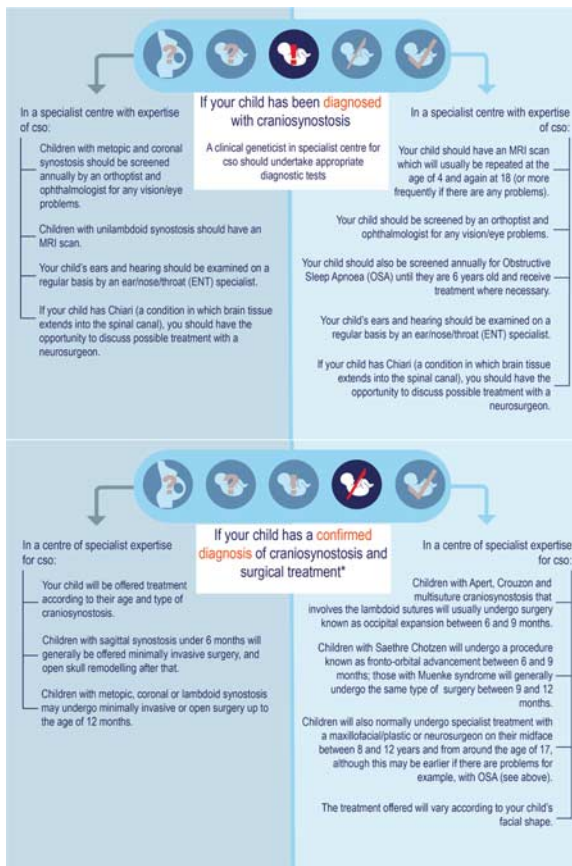 If your child has been diagnosed
with craniosynostosis
A clinical geneticist in specialist centre for
cso should undertake appropriate
diagnostic tests
In a specialist centre with expertise
of cso:
Children with metopic and coronal
synostosis should be screened
annually by an orthoptist and
ophthalmologist for any vision/eye
problems.
Children with unilambdoid synostosis should have an
MRI scan.
Your child's ears and hearing should be examined on a
regular basis by an ear/nose/throat (ENT) specialist.
If your child has Chiari (a condition in which brain tissue
extends into the spinal canal), you should have the
opportunity to discuss possible treatment with a
neurosurgeon.
In a specialist centre with expertise
of cso:
Your child should have an MRI scan
which will usually be repeated at the
age of 4 and again at 18 (or more
frequently if there are any problems).
Your child should be screened by an orthoptist and
ophthalmologist for any vision/eye problems.
Your child should also be screened annually for Obstructive
Sleep Apnoea (OSA) until they are 6 years old and receive
treatment where necessary.
Your child's ears and hearing should be examined on a
regular basis by an ear/nose/throat (ENT) specialist.
If your child has Chiari (a condition in which brain tissue
extends into the spinal canal), you should have the
opportunity to discuss possible treatment with a
neurosurgeon.
If your child has a confirmed
diagnosis of craniosynostosis and
surgical treatment*
In a centre of specialist expertise
for cso:
Your child will be offered treatment
according to their age and type of
craniosynostosis.
Children with sagittal synostosis under 6 months will
generally be offered minimally invasive surgery, and
open skull remodelling after that.
Children with metopic, coronal or lambdoid synostosis
may undergo minimally invasive or open surgery up to
the age of 12 months.
In a centre of specialist expertise
for cso:
Children with Apert, Crouzon and
multisuture craniosynostosis that
involves the lambdoid sutures will usually undergo surgery
known as occipital expansion between 6 and 9 months.
Children with Saethre Chotzen will undergo a procedure
known as fronto-orbital advancement between 6 and 9
months; those with Muenke syndrome will generally
undergo the same type of surgery between 9 and 12
months.
Children will also normally undergo specialist treatment with
a maxillofacial/plastic or neurosurgeon on their midface
between 8 and 12 years and from around the age of 17,
although this may be earlier if there are problems for
example, with OSA (see above).
The treatment offered will vary according to your child's
facial shape.